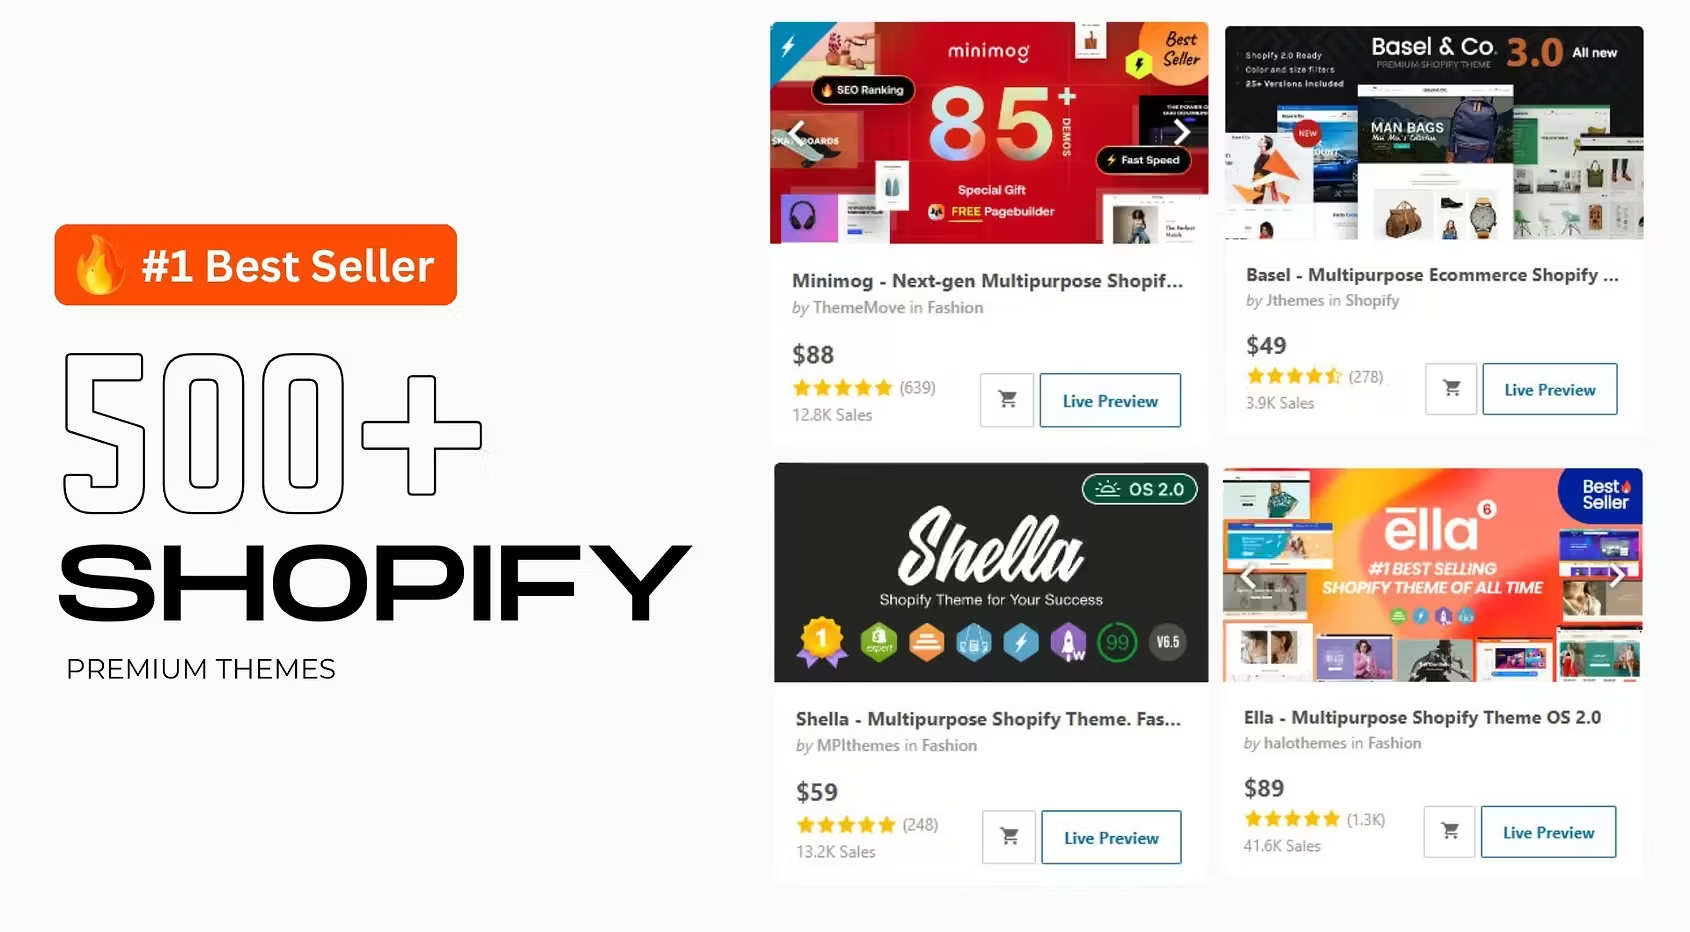 #1 Best Seller
500+
SHOPIFY
PREMIUM THEMES
minimog
Best
Seller
SEO Ranking
85+
DEMOS
Fast Speed
Special Gift
FREE Pagebuilder
Minimog - Next-gen Multipurpose Shopif...
by ThemeMove in Fashion
$88
(639)
12.8K Sales
Live Preview
Shopify 2.0 Ready
Color and size filters
25+ Versions Included
Basel & Co.
PREMIUM SHOPIFY THEME
3.0
All new
NEW
MAN BAGS
Basel - Multipurpose Ecommerce Shopify ...
by Jthemes in Shopify
$49
(278)
3.9K Sales
Live Preview
OS 2.0
Shella
Shopify Theme for Your Success
1
expert
W
99
V6.5
Shella - Multipurpose Shopify Theme. Fas...
by MPIthemes in Fashion
$59
(248)
13.2K Sales
Live Preview
Best
Seller
ella
6
#1 BEST SELLING
SHOPIFY THEME OF ALL TIME
Ella - Multipurpose Shopify Theme OS 2.0
by halothemes in Fashion
$89
(1.3K)
41.6K Sales
Live Preview